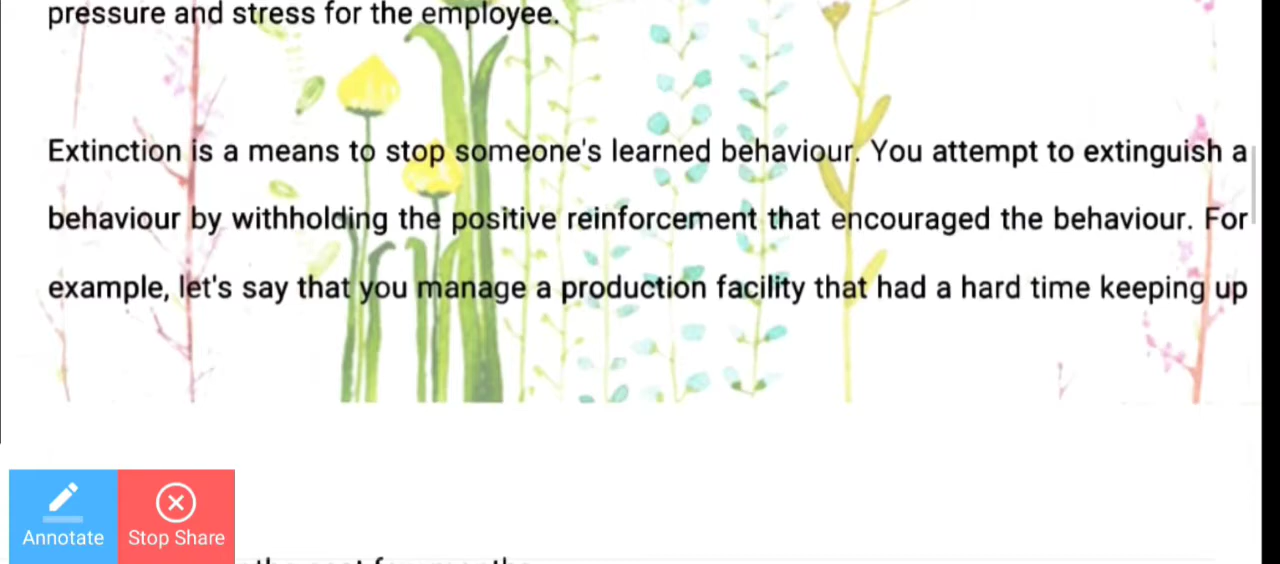 pressure and stress for the employee.
Extinction is a means to stop someone's learned behaviour. You attempt to extinguish a
behaviour by withholding the positive reinforcement that encouraged the behaviour. For
example, let's say that you manage a production facility that had a hard time keeping up
Annotate
Stop Share